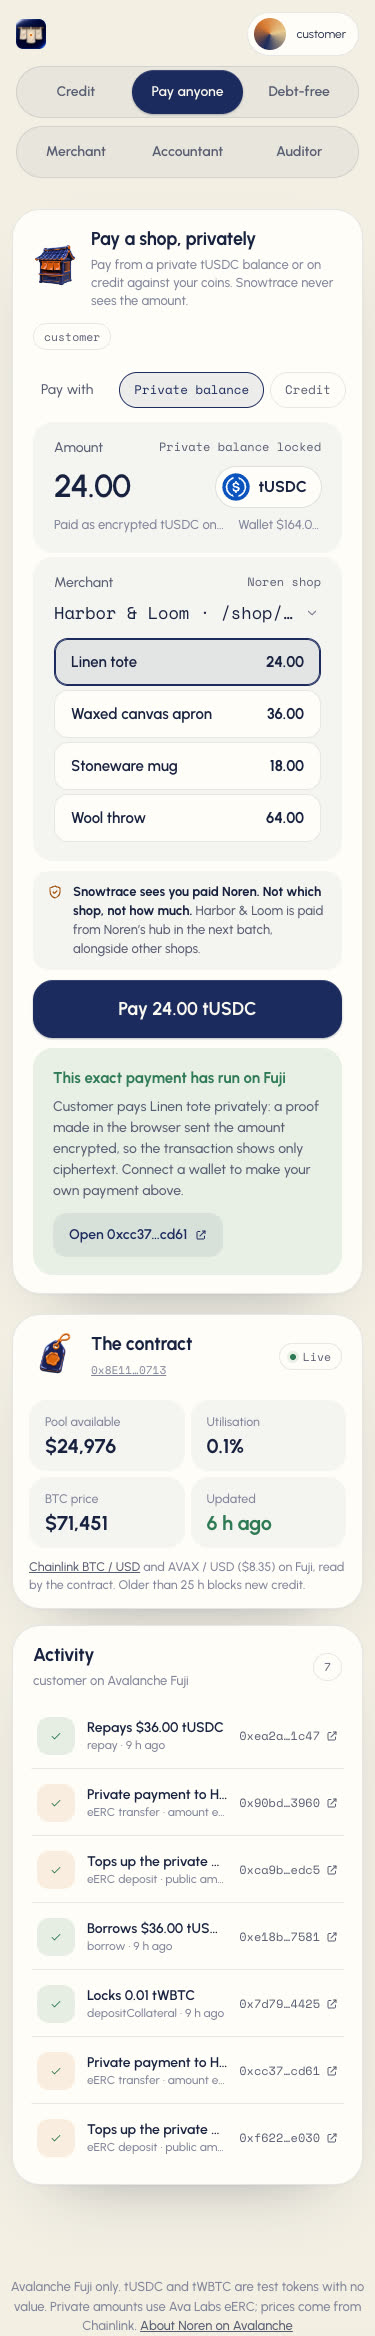 customer
Credit
Pay anyone
Debt-free
Merchant
Accountant
Auditor
Pay a shop, privately
Pay from a private tUSDC balance or on
credit against your coins. Snowtrace never
sees the amount.
customer
Pay with
Private balance
Credit
Amount
Private balance locked
24.00
tUSDC
Paid as encrypted tUSDC on...
Wallet $164.0...
Merchant
Noren shop
Harbor & Loom · /shop/...
Linen tote
24.00
Waxed canvas apron
36.00
Stoneware mug
18.00
Wool throw
64.00
Snowtrace sees you paid Noren. Not which
shop, not how much. Harbor & Loom is paid
from Noren's hub in the next batch,
alongside other shops.
Pay 24.00 tUSDC
This exact payment has run on Fuji
Customer pays Linen tote privately: a proof
made in the browser sent the amount
encrypted, so the transaction shows only
ciphertext. Connect a wallet to make your
own payment above.
Open 0xcc37...cd61
The contract
0x8E11...0713
Live
Pool available
$24,976
Utilisation
0.1%
BTC price
$71,451
Updated
6 h ago
Chainlink BTC / USD and AVAX / USD ($8.35) on Fuji, read
by the contract. Older than 25 h blocks new credit.
Activity
customer on Avalanche Fuji
7
Repays $36.00 tUSDC
repay · 9 h ago
0xea2a...1c47
Private payment to H...
eERC transfer · amount e...
0x90bd...3960
Tops up the private ...
eERC deposit · public am...
0xca9b...edc5
Borrows $36.00 tUS...
borrow · 9 h ago
0xe18b...7581
Locks 0.01 tWBTC
depositCollateral · 9 h ago
0x7d79...4425
Private payment to H...
eERC transfer · amount e...
0xcc37...cd61
Tops up the private ...
eERC deposit · public am...
0xf622...e030
Avalanche Fuji only. tUSDC and tWBTC are test tokens with no
value. Private amounts use Ava Labs eERC; prices come from
Chainlink. About Noren on Avalanche